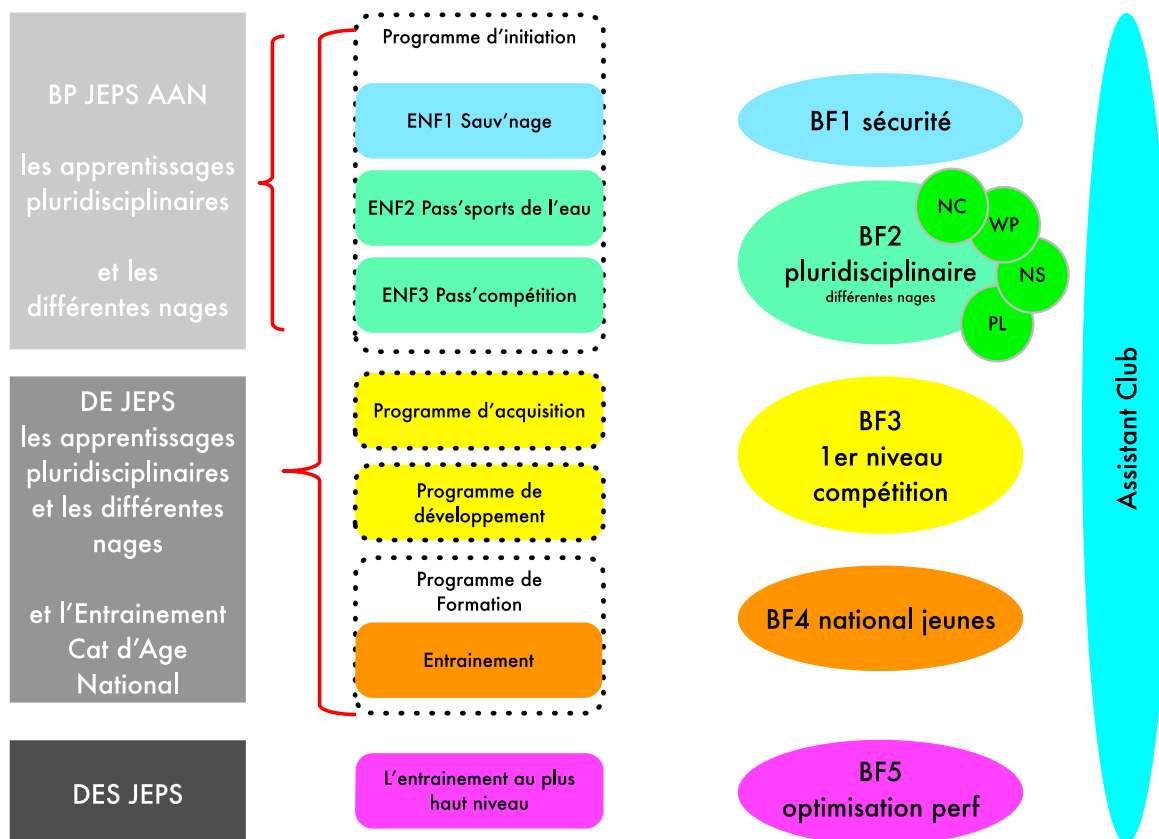 BP JEPS AAN
les apprentissages
pluridisciplinaires
et les
différentes nages
DE JEPS
les apprentissages
pluridisciplinaires
et les différentes
nages
et l'Entrainement
Cat d'Age
National
DES JEPS
Programme d'initiation
ENF1 Sauv'nage
ENF2 Pass'sports de l'eau
ENF3 Pass'compétition
Programme d'acquisition
Programme de
développement
Programme de
Formation
Entrainement
L'entrainement au plus
haut niveau
BF1 sécurité
BF2
pluridisciplinaire
différentes nages
NC
WP
NS
PL
BF3
1er niveau
compétition
BF4 national jeunes
BF5
optimisation perf
Assistant Club